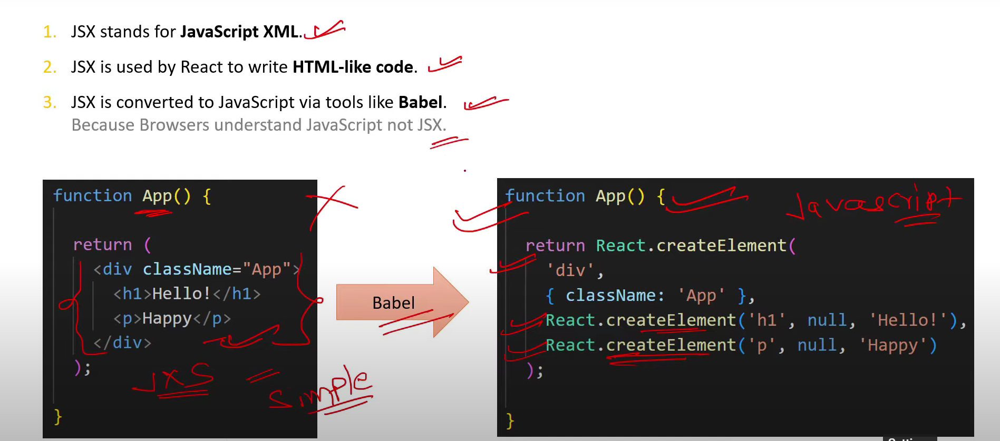 1. JSX stands for JavaScript XML.
2. JSX is used by React to write HTML-like code.
3. JSX is converted to JavaScript via tools like Babel.
Because Browsers understand JavaScript not JSX.
function App() {
return (
<div className="App">
<h1>Hello!</h1>
<p>Happy</p>
</div>
);
}
JXS = simple
Babel
function App() {
Javascript
return React.createElement(
'div',
{ className: 'App' },
React.createElement('h1', null, 'Hello!'),
React.createElement('p', null, 'Happy')
);
}